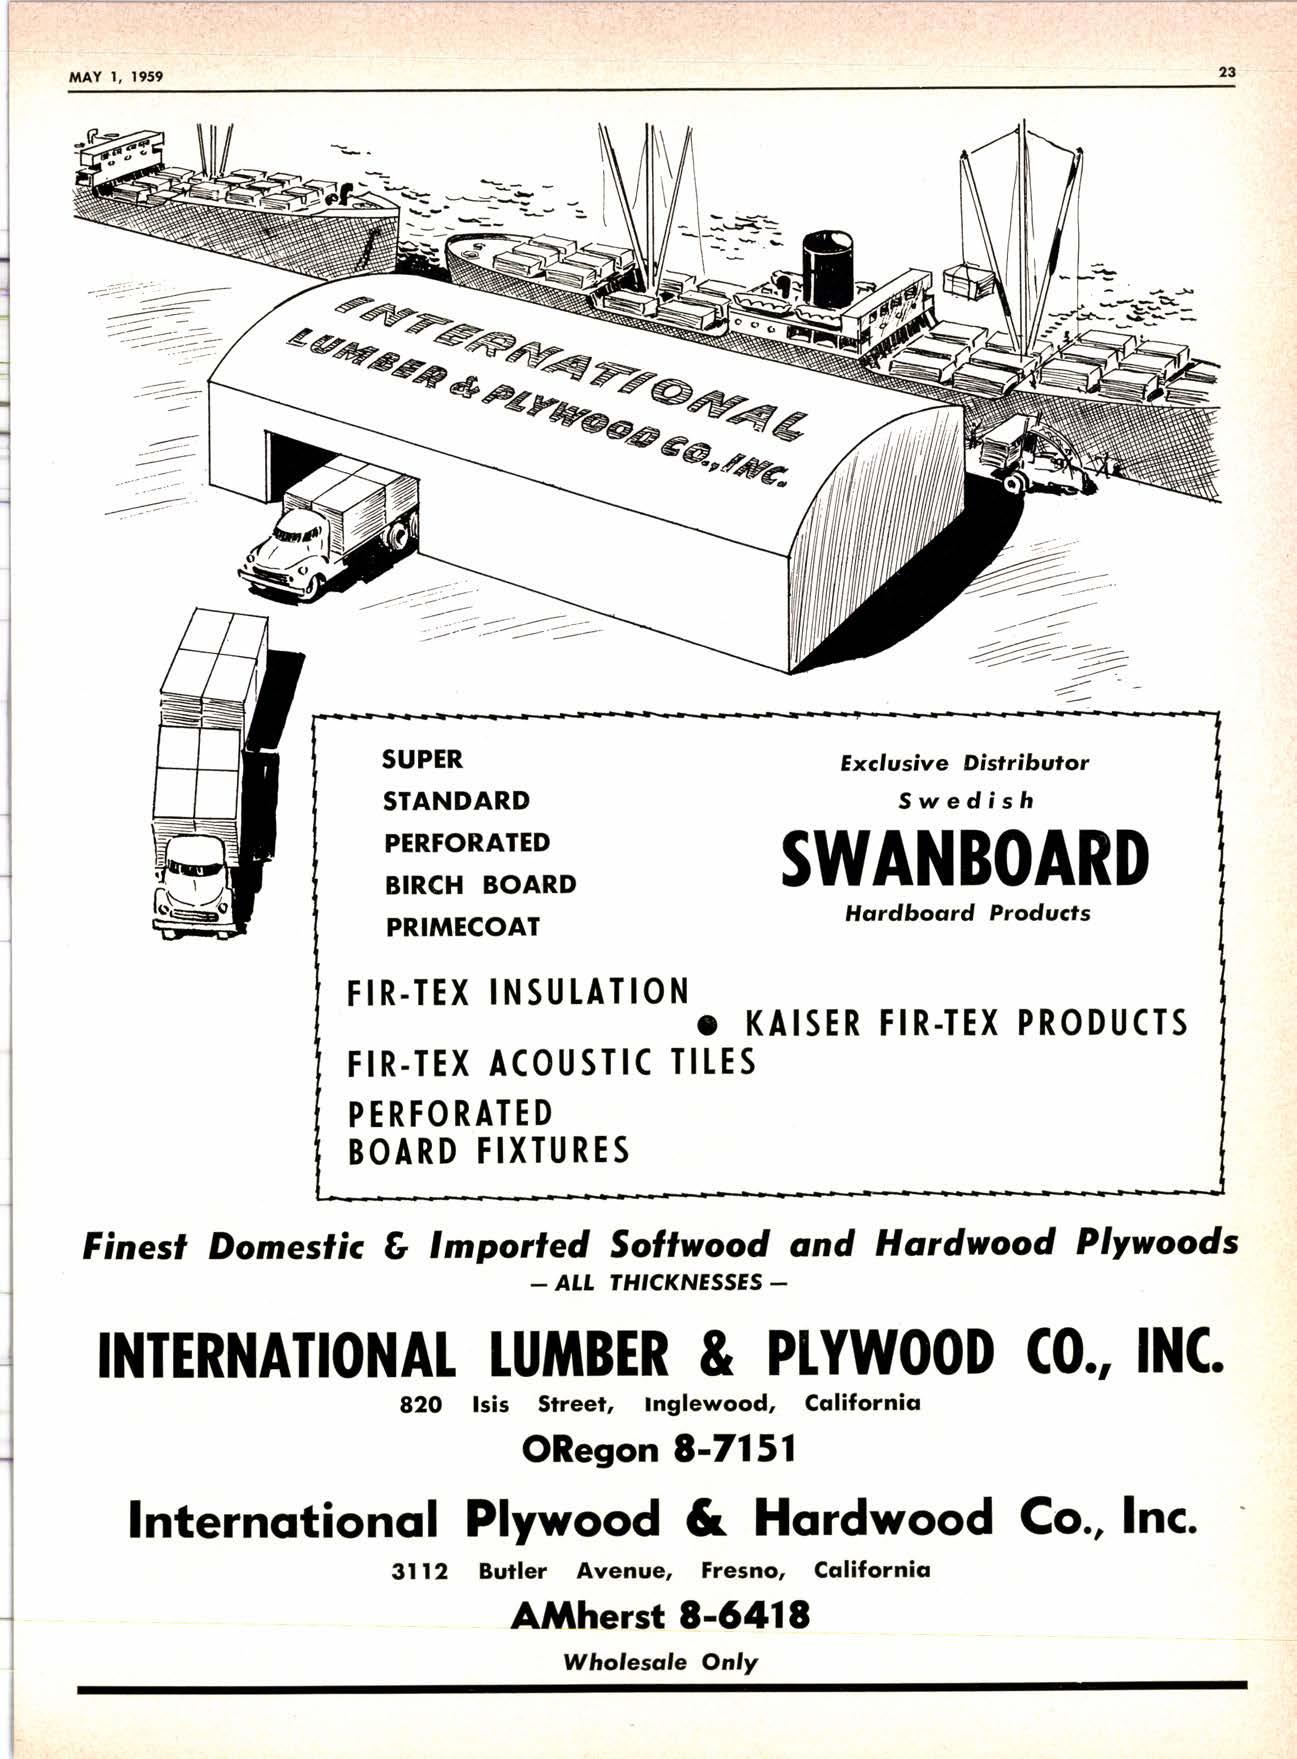 MAY 1, 1959
23
INTERNATIONAL
LUMBER & PLYWOOD CO., INC.
SUPER
STANDARD
PERFORATED
BIRCH BOARD
PRIMECOAT
Exclusive Distributor
Swedish
SWANBOARD
Hardboard Products
FIR-TEX INSULATION
● KAISER FIR-TEX PRODUCTS
FIR-TEX ACOUSTIC TILES
PERFORATED
BOARD FIXTURES
Finest Domestic & Imported Softwood and Hardwood Plywoods
— ALL THICKNESSES —
INTERNATIONAL LUMBER & PLYWOOD CO., INC.
820 Isis Street, Inglewood, California
ORegon 8-7151
International Plywood & Hardwood Co., Inc.
3112 Butler Avenue, Fresno, California
AMherst 8-6418
Wholesale Only